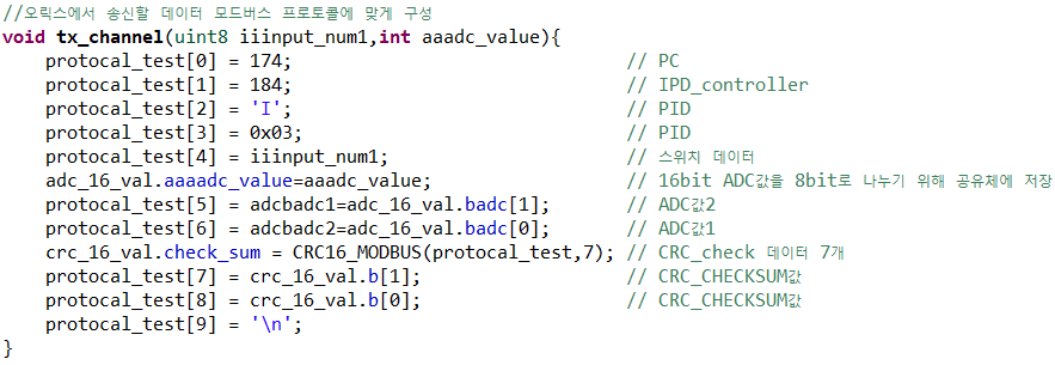 //오릭스에서 송신할 데이터 모드버스 프로토콜에 맞게 구성
void tx_channel(uint8 iiinput_num1,int aaadc_value){
    protocal_test[0] = 174;                                // PC
    protocal_test[1] = 184;                                // IPD_controller
    protocal_test[2] = 'I';                                // PID
    protocal_test[3] = 0x03;                               // PID
    protocal_test[4] = iiinput_num1;                       // 스위치 데이터
    adc_16_val.aaaadc_value=aaadc_value;                   // 16bit ADC값을 8bit로 나누기 위해 공유체에 저장
    protocal_test[5] = adcbadc1=adc_16_val.badc[1];        // ADC값2
    protocal_test[6] = adcbadc2=adc_16_val.badc[0];        // ADC값1
    crc_16_val.check_sum = CRC16_MODBUS(protocal_test,7);  // CRC_check 데이터 7개
    protocal_test[7] = crc_16_val.b[1];                    // CRC_CHECKSUM값
    protocal_test[8] = crc_16_val.b[0];                    // CRC_CHECKSUM값
    protocal_test[9] = '\n';
}